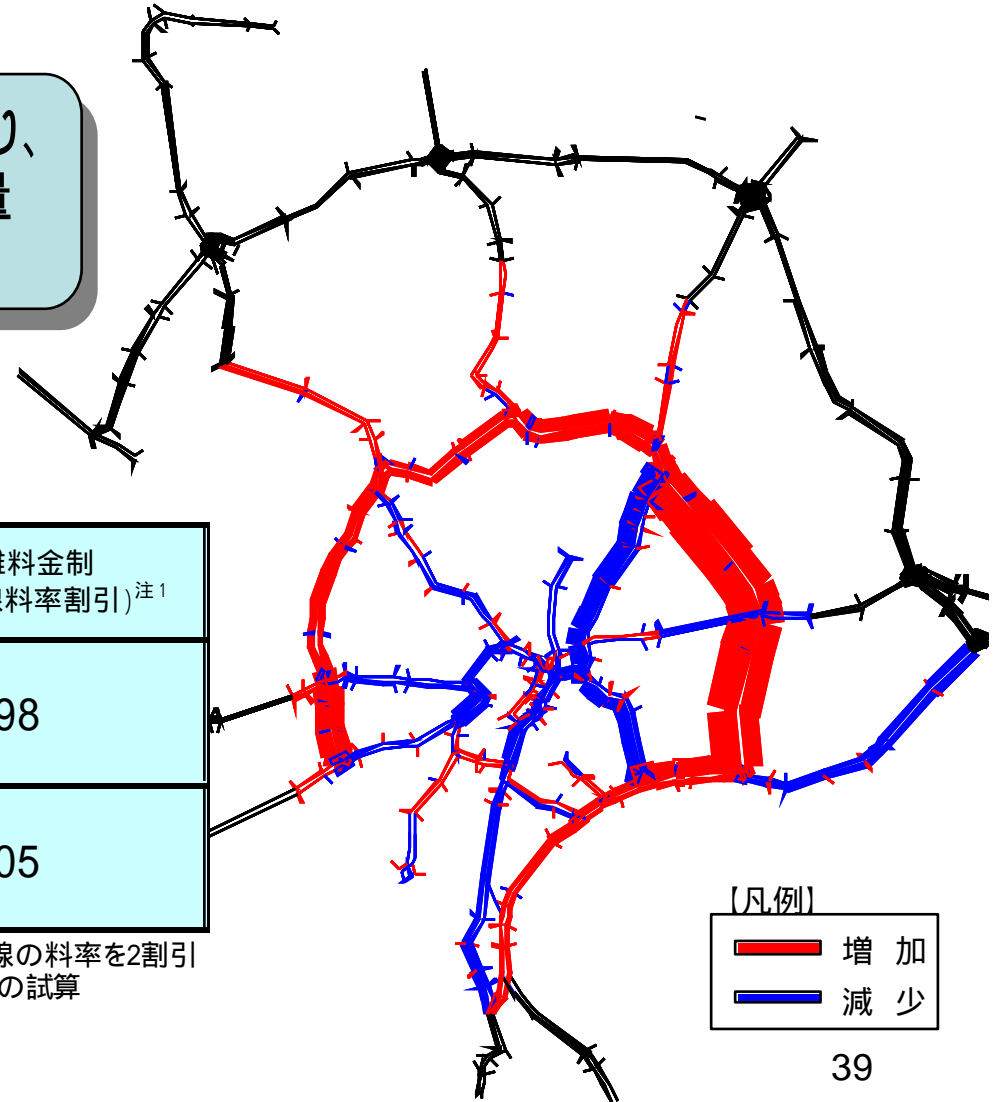 り、
量
離料金制
線料率割引)注1
98
05
線の料率を2割引
の試算
【凡例】
増 加
減 少
39